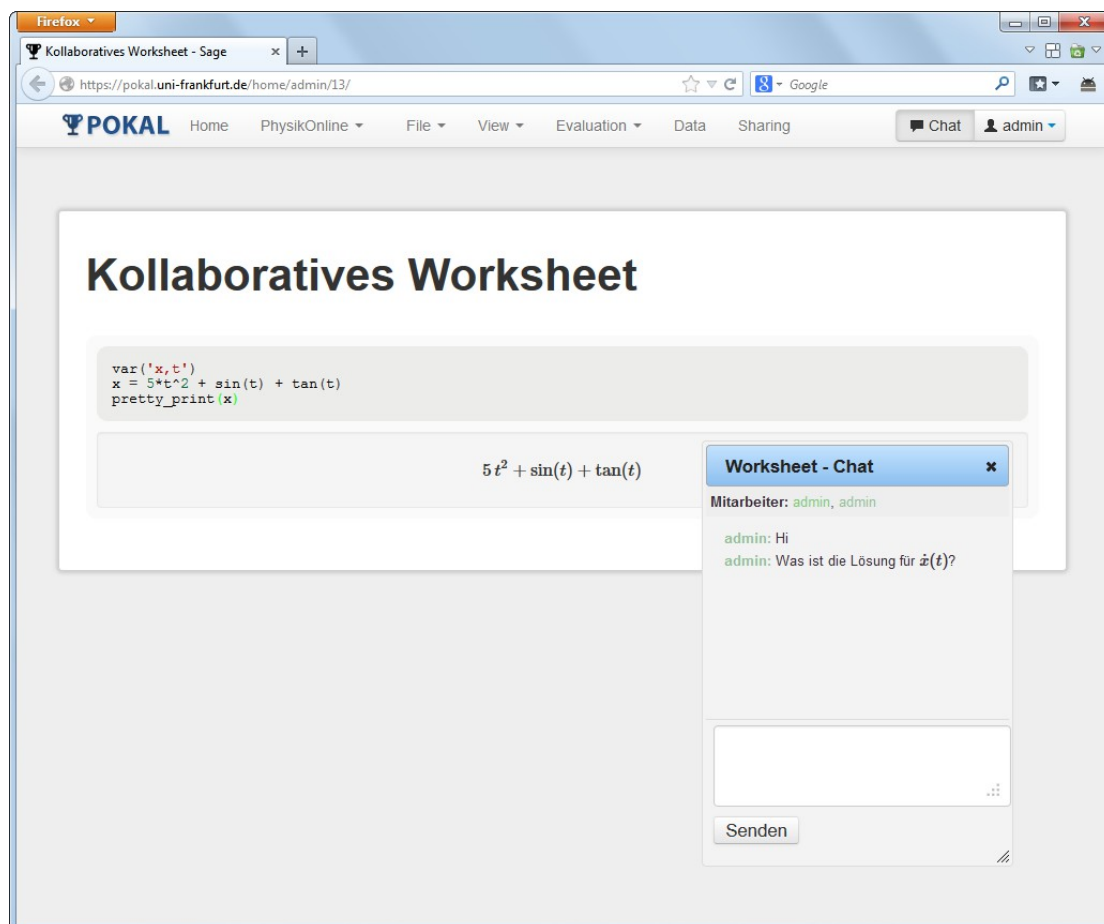 Firefox
Kollaboratives Worksheet - Sage
https://pokal.uni-frankfurt.de/home/admin/13/
Google
POKAL Home PhysikOnline File View Evaluation Data Sharing Chat admin
Kollaboratives Worksheet
var('x,t')
x = 5*t^2 + sin(t) + tan(t)
pretty_print(x)
5 t² + sin(t) + tan(t)
Worksheet - Chat
Mitarbeiter: admin, admin
admin: Hi
admin: Was ist die Lösung für ẋ(t)?
Senden